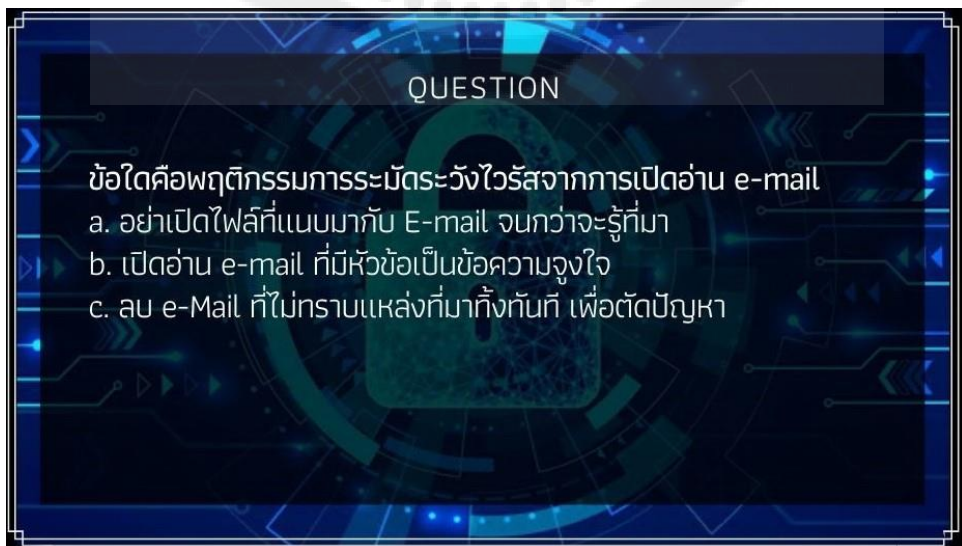 QUESTION
ข้อใดคือพฤติกรรมการระมัดระวังไวรัสจากการเปิดอ่าน e-mail
a. อย่าเปิดไฟล์ที่แนบมากับ E-mail จนกว่าจะรู้ที่มา
b. เปิดอ่าน e-mail ที่มีหัวข้อเป็นข้อความจูงใจ
c. ลบ e-Mail ที่ไม่ทราบแหล่งที่มาทิ้งทันที เพื่อตัดปัญหา